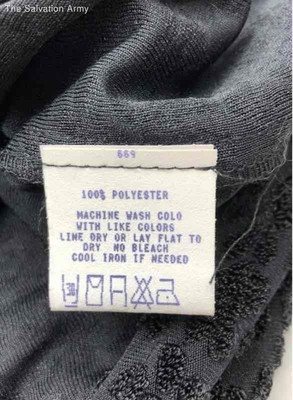 The Salvation Army
669
100% POLYESTER
MACHINE WASH COLD
WITH LIKE COLORS
LINE DRY OR LAY FLAT TO
DRY NO BLEACH
COOL IRON IF NEEDED